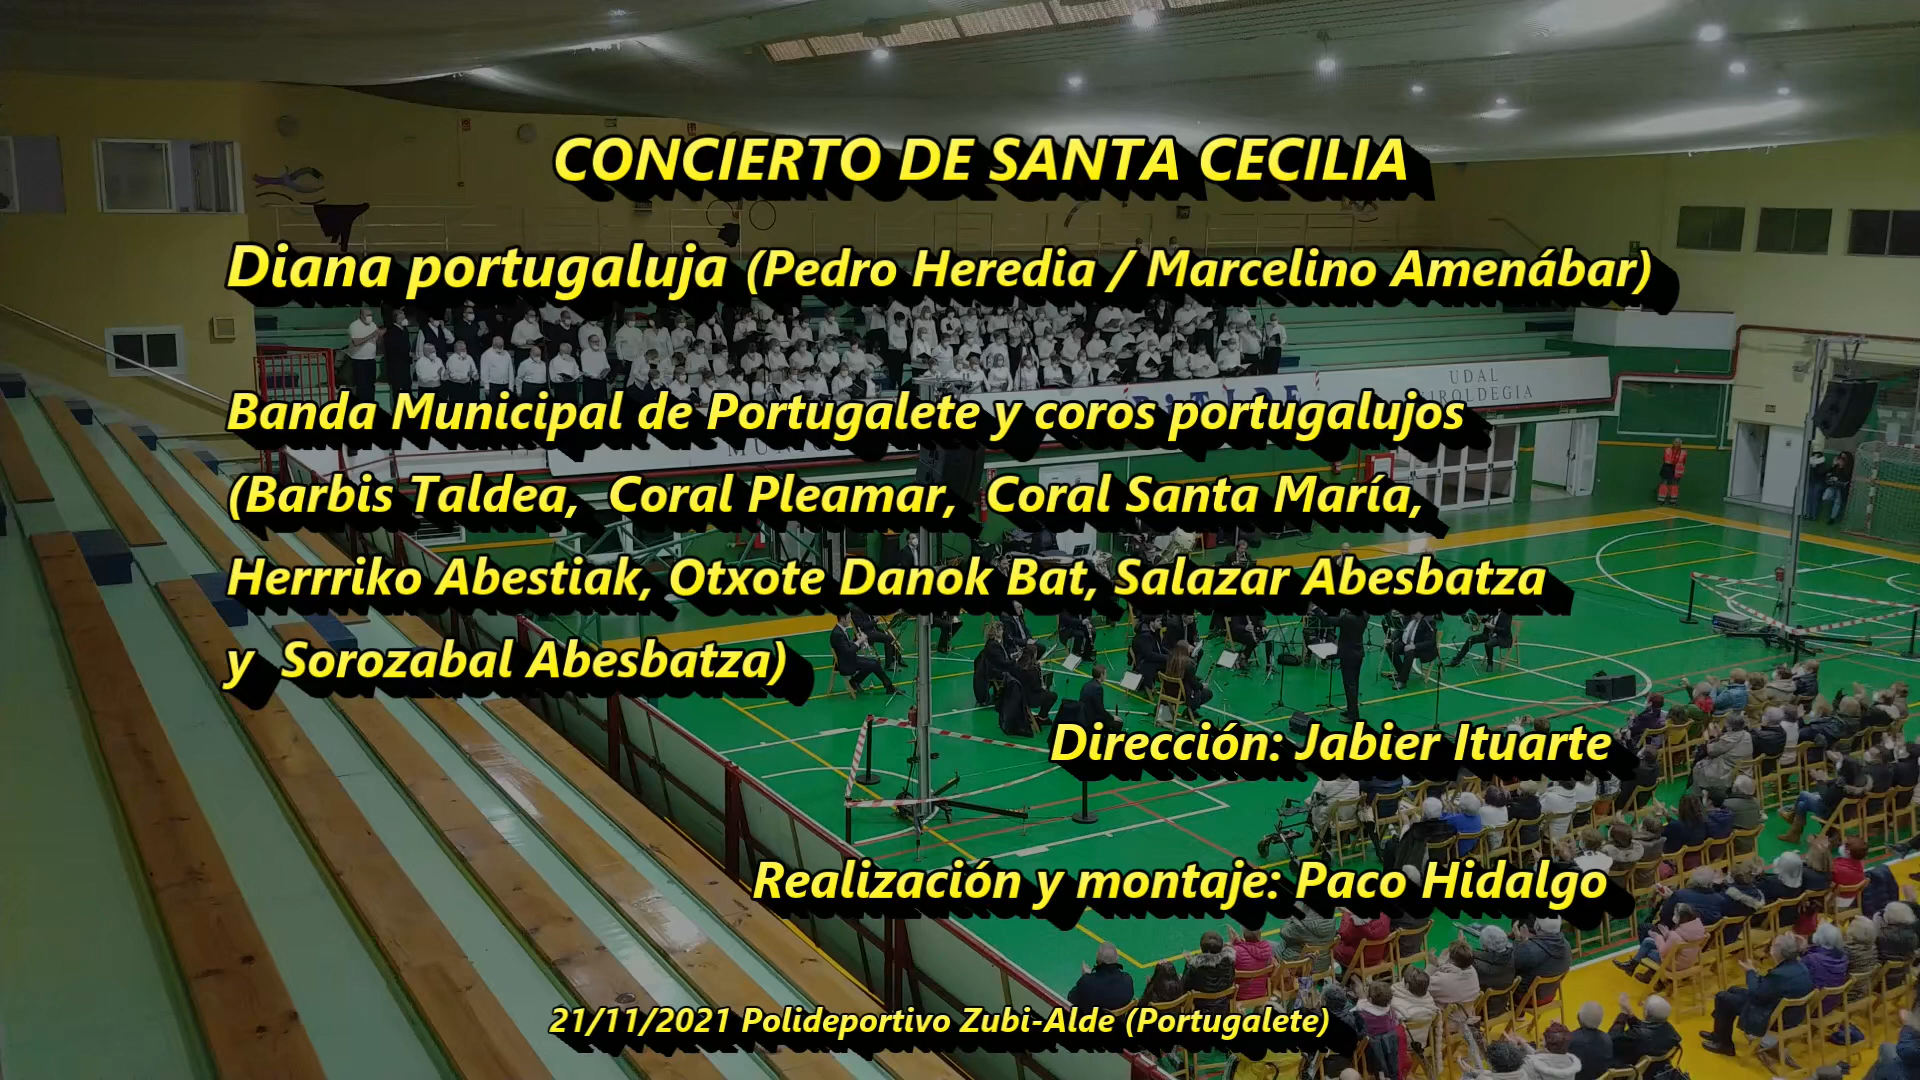 CONCIERTO DE SANTA CECILIA
Diana portugaluja (Pedro Heredia / Marcelino Amenábar)
UDAL
Banda Municipal de Portugalete y coros portugalujos
(Barbis Taldea, Coral Pleamar, Coral Santa María,
Herrriko Abestiak, Otxote Danok Bat, Salazar Abesbatza
y Sorozabal Abesbatza)
Dirección: Jabier Ituarte
Realización y montaje: Paco Hidalgo
21/11/2021 Polideportivo Zubi-Alde (Portugalete)